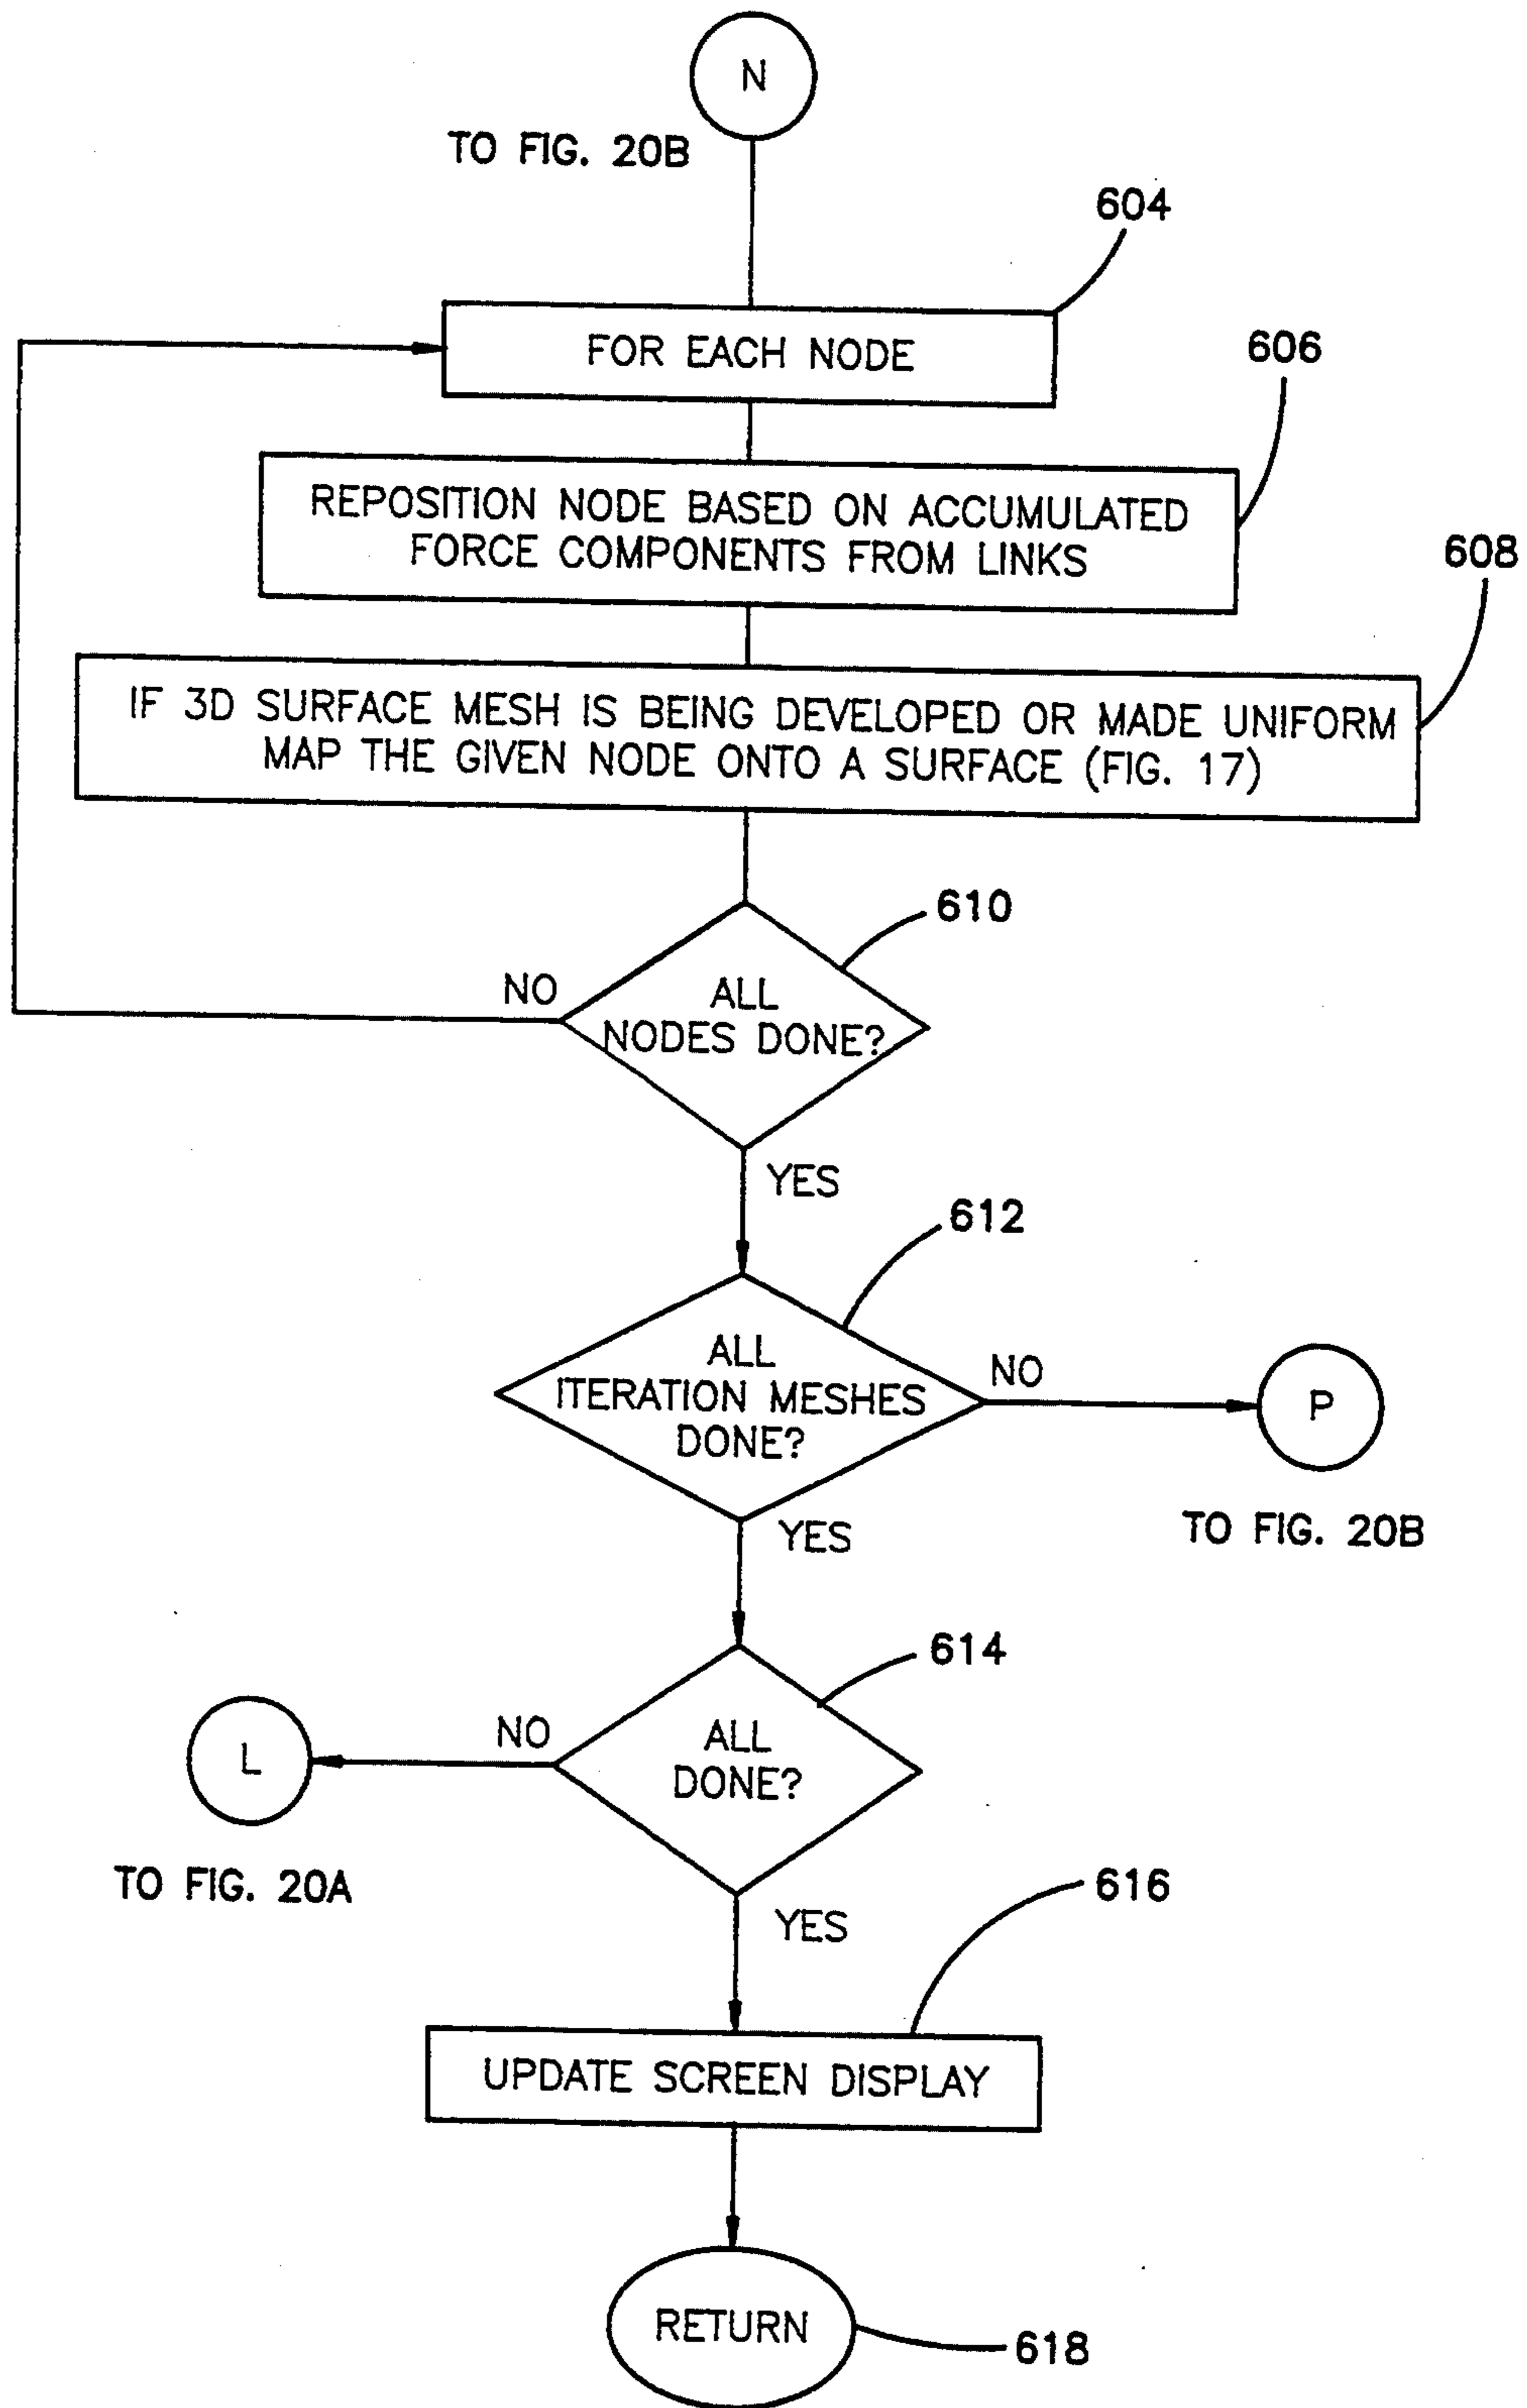 N
TO FIG. 20B
604
FOR EACH NODE
606
REPOSITION NODE BASED ON ACCUMULATED
FORCE COMPONENTS FROM LINKS
608
IF 3D SURFACE MESH IS BEING DEVELOPED OR MADE UNIFORM
MAP THE GIVEN NODE ONTO A SURFACE (FIG. 17)
610
NO
ALL
NODES DONE?
YES
612
ALL
ITERATION MESHES
DONE?
NO
P
TO FIG. 20B
YES
614
L
NO
ALL
DONE?
TO FIG. 20A
YES
616
UPDATE SCREEN DISPLAY
RETURN
618